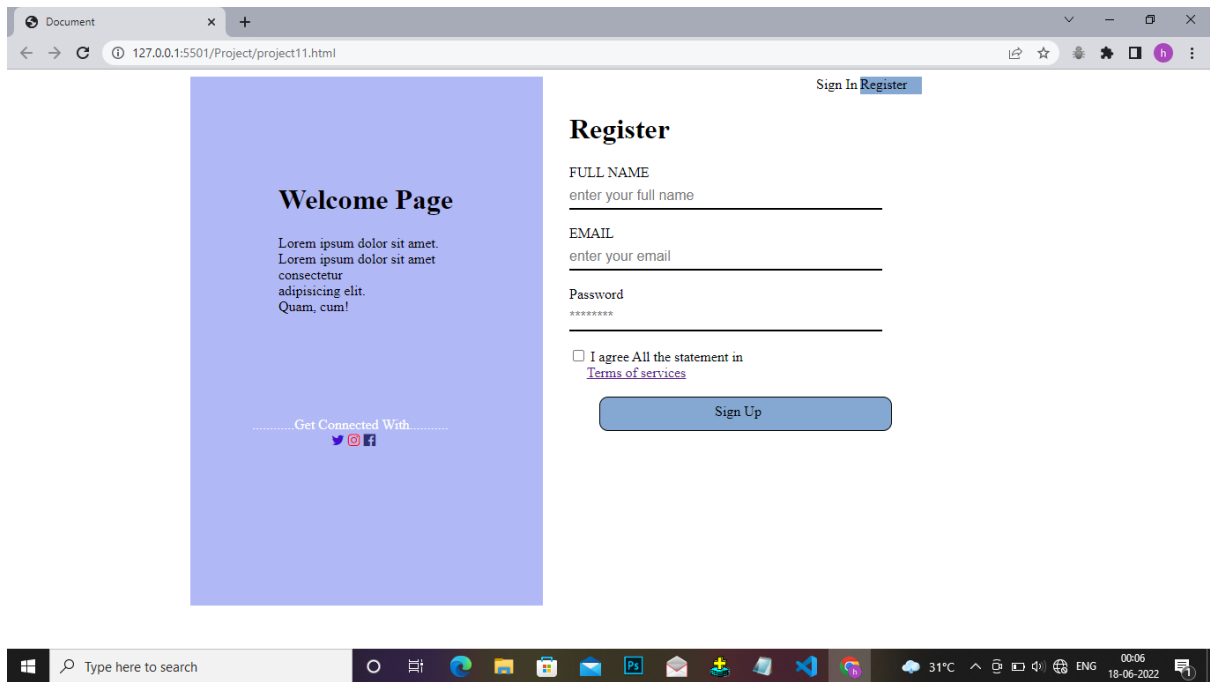 Document
127.0.0.1:5501/Project/project11.html
h
Sign In Register
Welcome Page
Lorem ipsum dolor sit amet.
Lorem ipsum dolor sit amet
consectetur
adipisicing elit.
Quam, cum!
............Get Connected With...........
Register
FULL NAME
enter your full name
EMAIL
enter your email
Password
********
I agree All the statement in
Terms of services
Sign Up
Type here to search
Ps
h
31°C
ENG
00:06
18-06-2022
1